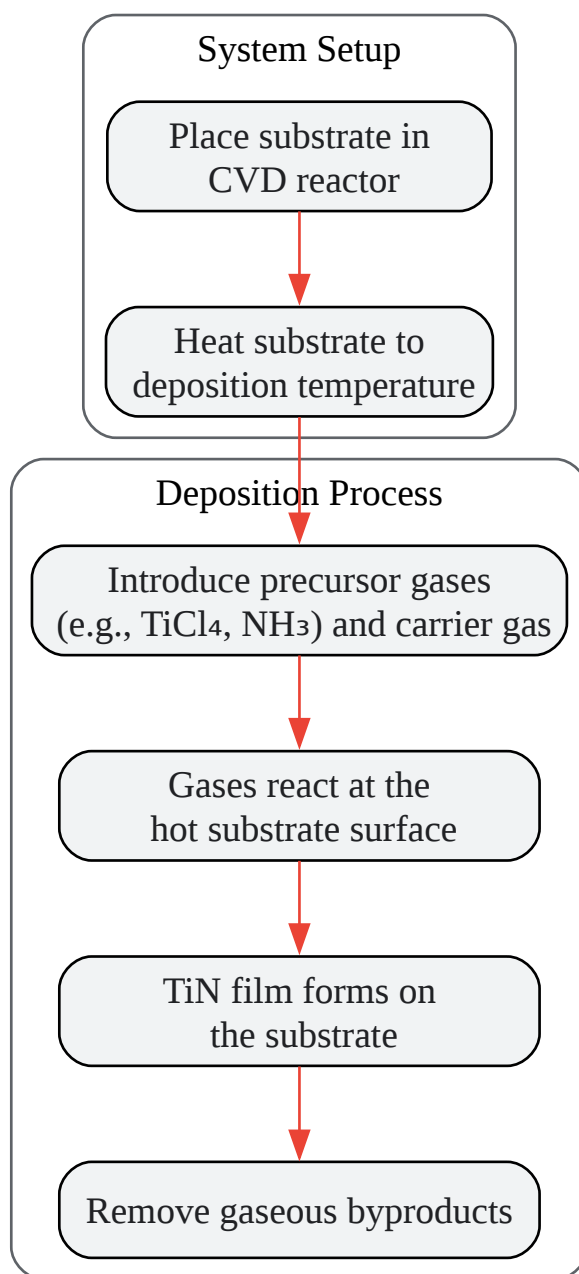 System Setup
Place substrate in
CVD reactor
Heat substrate to
deposition temperature
Deposition Process
Introduce precursor gases
(e.g., TiCl₄, NH₃) and carrier gas
Gases react at the
hot substrate surface
TiN film forms on
the substrate
Remove gaseous byproducts